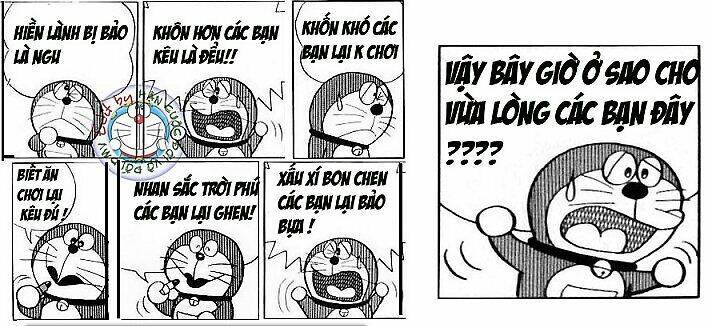 HIỀN LÀNH BỊ BẢO
LÀ NGU
KHÔN HƠN CÁC BẠN
KÊU LÀ ĐỂU!!
KHỐN KHÓ CÁC
BẠN LẠI K CHƠI
BIẾT ĂN
CHƠI LẠI
KÊU ĐÚ !
NHAN SẮC TRỜI PHÚ
CÁC BẠN LẠI GHEN!
XẤU XÍ BON CHEN
CÁC BẠN LẠI BẢO
BỰA !
VẬY BÂY GIỜ Ở SAO CHO
VỪA LÒNG CÁC BẠN ĐÂY
????